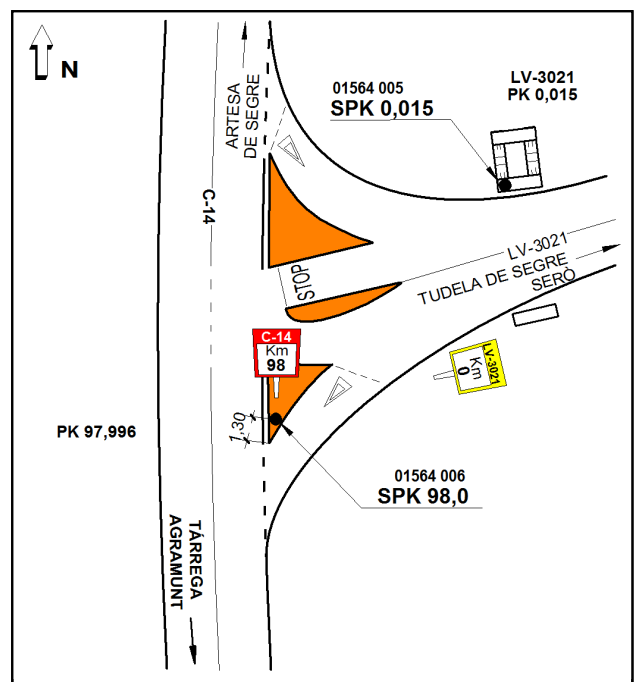 N
ARTESA
DE SEGRE
C-14
01564 005
SPK 0,015
LV-3021
PK 0,015
STOP
LV-3021
TUDELA DE SEGRE
SERÒ
C-14
Km
98
LV-3021
Km
0
1,30
PK 97,996
01564 006
SPK 98,0
TÁRREGA
AGRAMUNT